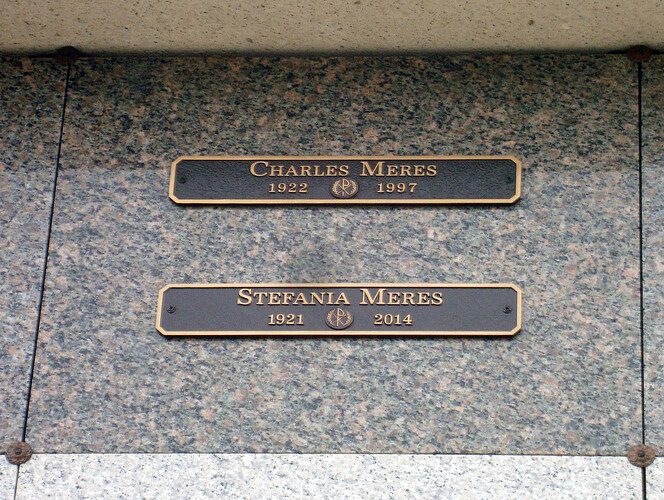 CHARLES MERES
1922 1997
STEFANIA MERES
1921 2014